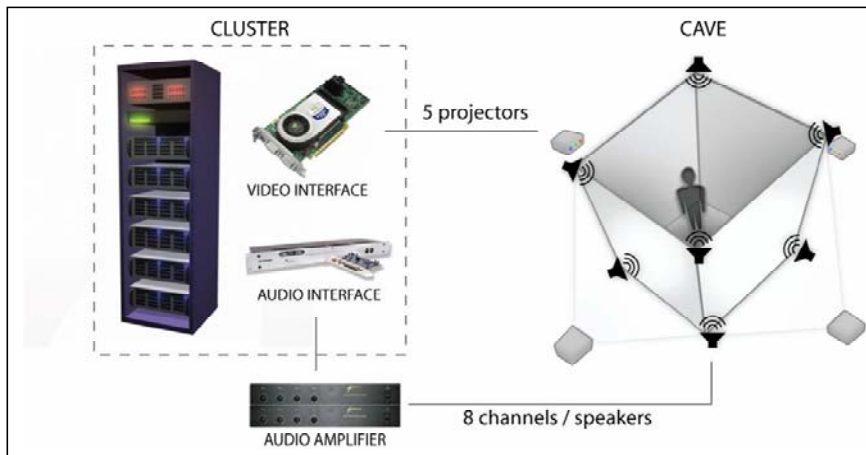 CLUSTER
CAVE
5 projectors
VIDEO INTERFACE
AUDIO INTERFACE
8 channels / speakers
AUDIO AMPLIFIER